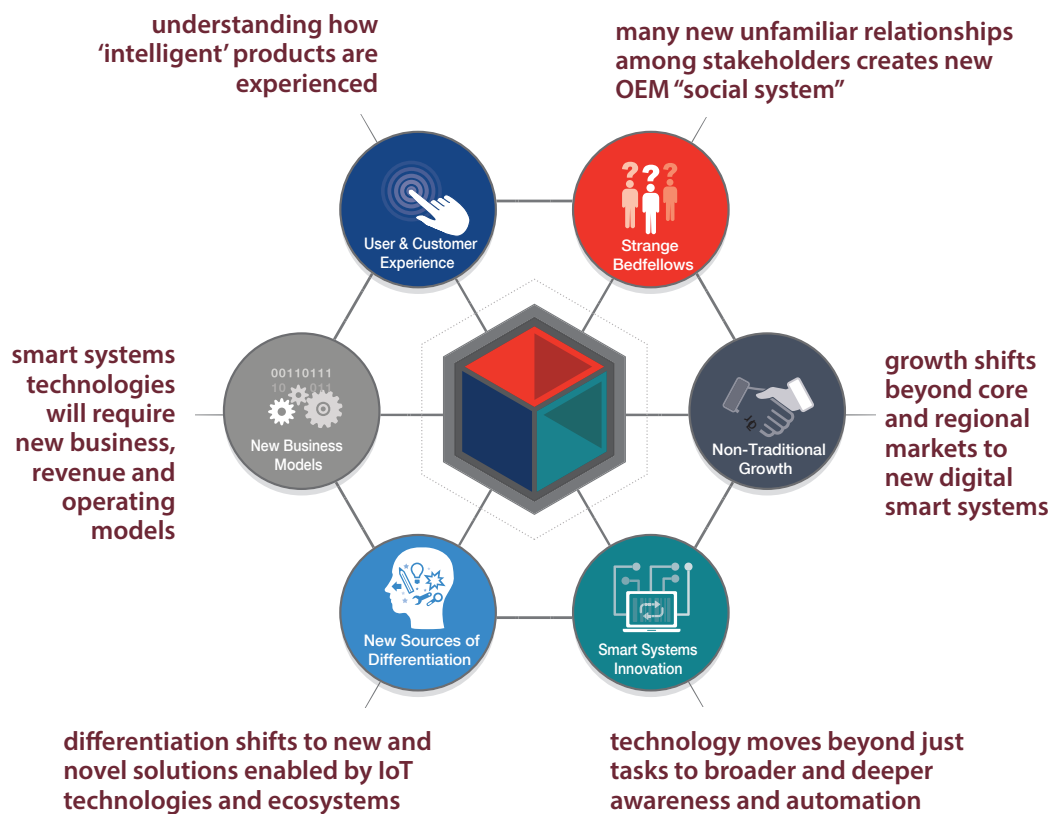 understanding how
‘intelligent’ products are
experienced
many new unfamiliar relationships
among stakeholders creates new
OEM “social system”
User & Customer
Experience
? ? ?
Strange
Bedfellows
smart systems
technologies
will require
new business,
revenue and
operating
models
00110111
10 011
New Business
Models
Non-Traditional
Growth
growth shifts
beyond core
and regional
markets to
new digital
smart systems
New Sources of
Differentiation
Smart Systems
Innovation
differentiation shifts to new and
novel solutions enabled by IoT
technologies and ecosystems
technology moves beyond just
tasks to broader and deeper
awareness and automation